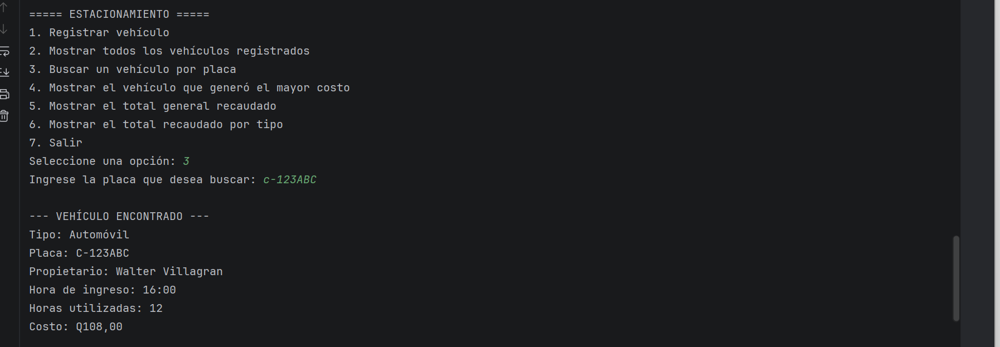 ===== ESTACIONAMIENTO =====
1. Registrar vehículo
2. Mostrar todos los vehículos registrados
3. Buscar un vehículo por placa
4. Mostrar el vehículo que generó el mayor costo
5. Mostrar el total general recaudado
6. Mostrar el total recaudado por tipo
7. Salir
Seleccione una opción: 3
Ingrese la placa que desea buscar: c-123ABC
--- VEHÍCULO ENCONTRADO ---
Tipo: Automóvil
Placa: C-123ABC
Propietario: Walter Villagran
Hora de ingreso: 16:00
Horas utilizadas: 12
Costo: Q108,00